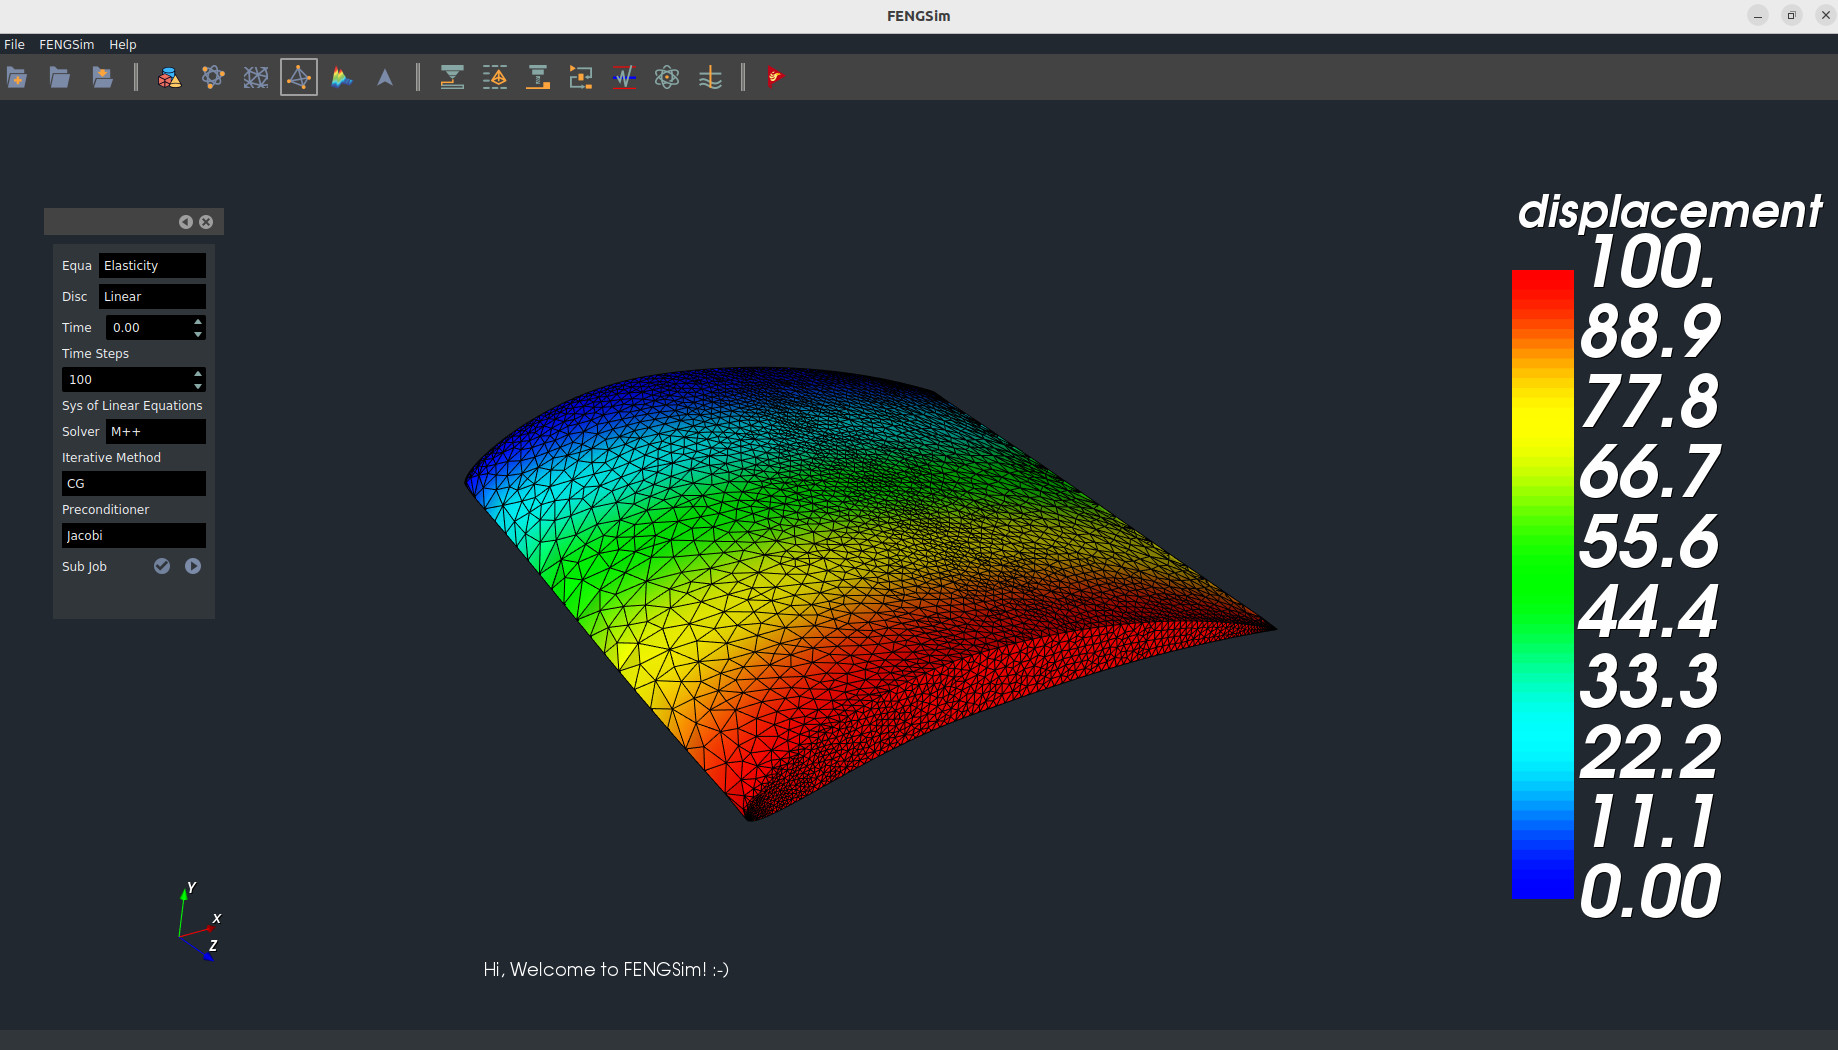 FENGSim
File FENGSim Help
Equa Elasticity
Disc Linear
Time 0.00
Time Steps
100
Sys of Linear Equations
Solver M++
Iterative Method
CG
Preconditioner
Jacobi
Sub Job
displacement
100.
88.9
77.8
66.7
55.6
44.4
33.3
22.2
11.1
0.00
Y
X
Z
Hi, Welcome to FENGSim! :-)